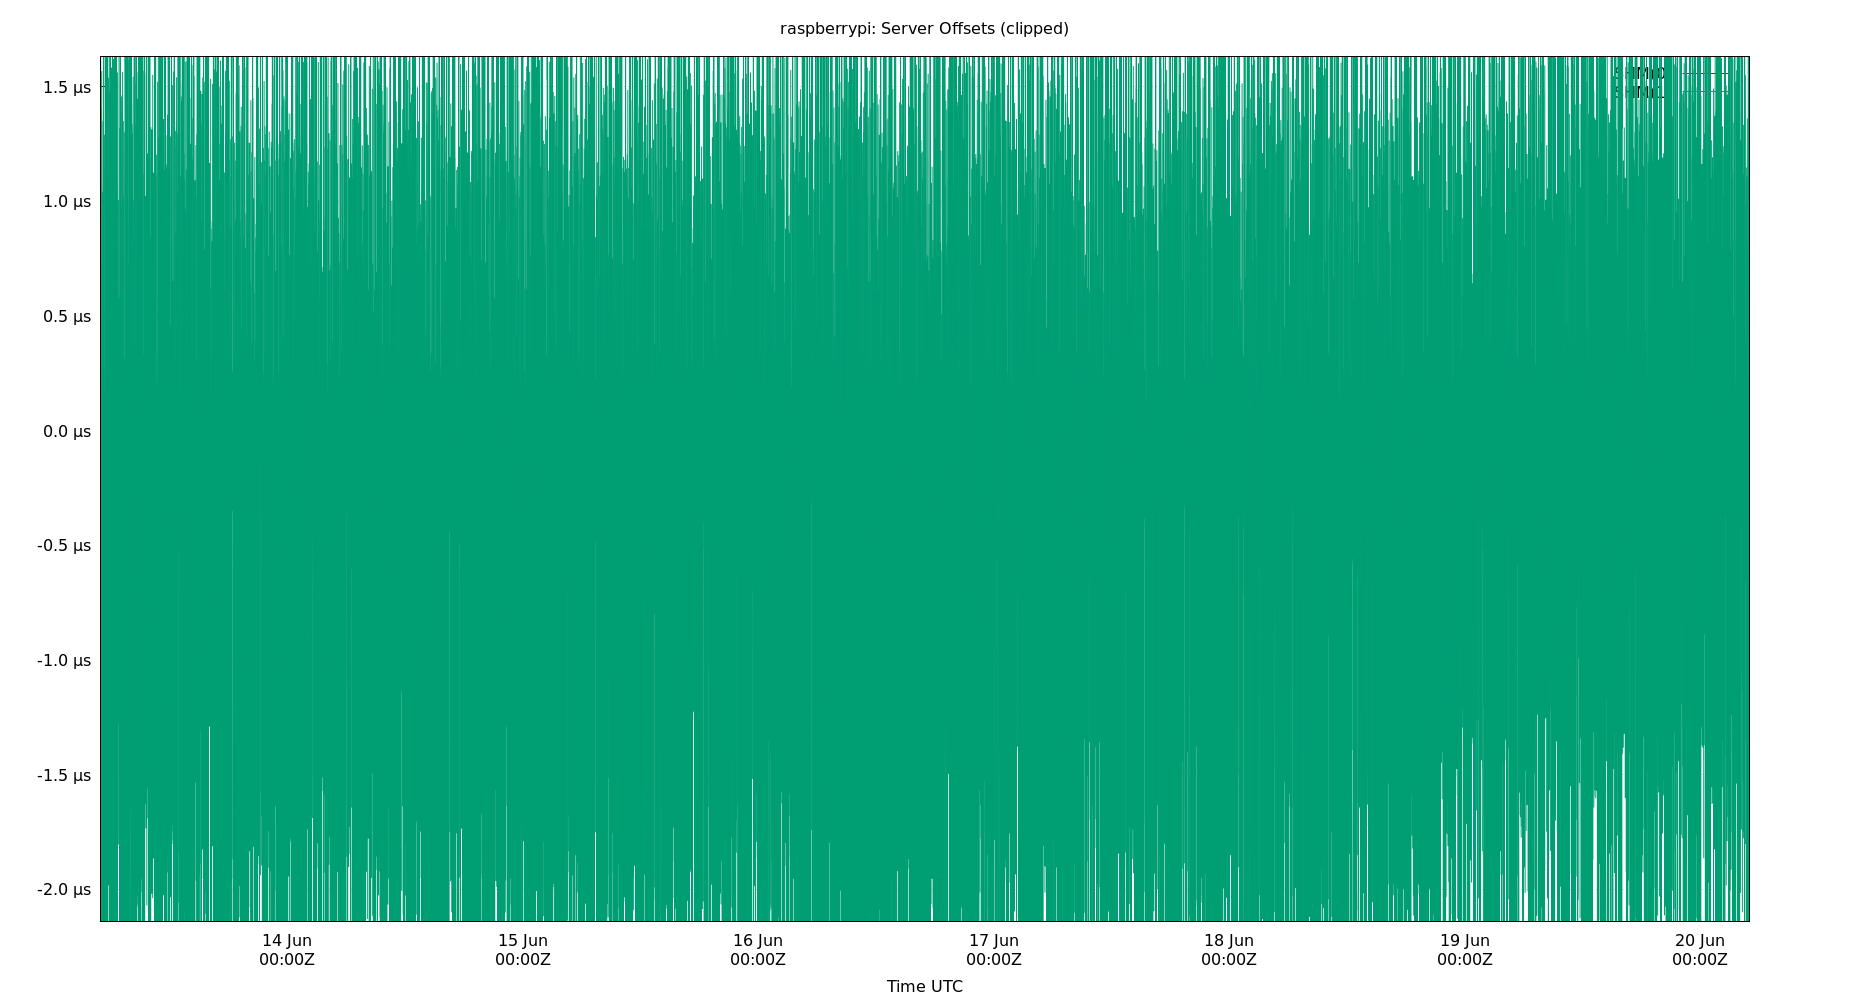 raspberrypi: Server Offsets (clipped)
1.5 µs
1.0 µs
0.5 µs
0.0 µs
-0.5 µs
-1.0 µs
-1.5 µs
-2.0 µs
14 Jun
00:00Z
15 Jun
00:00Z
16 Jun
00:00Z
17 Jun
00:00Z
18 Jun
00:00Z
19 Jun
00:00Z
20 Jun
00:00Z
Time UTC